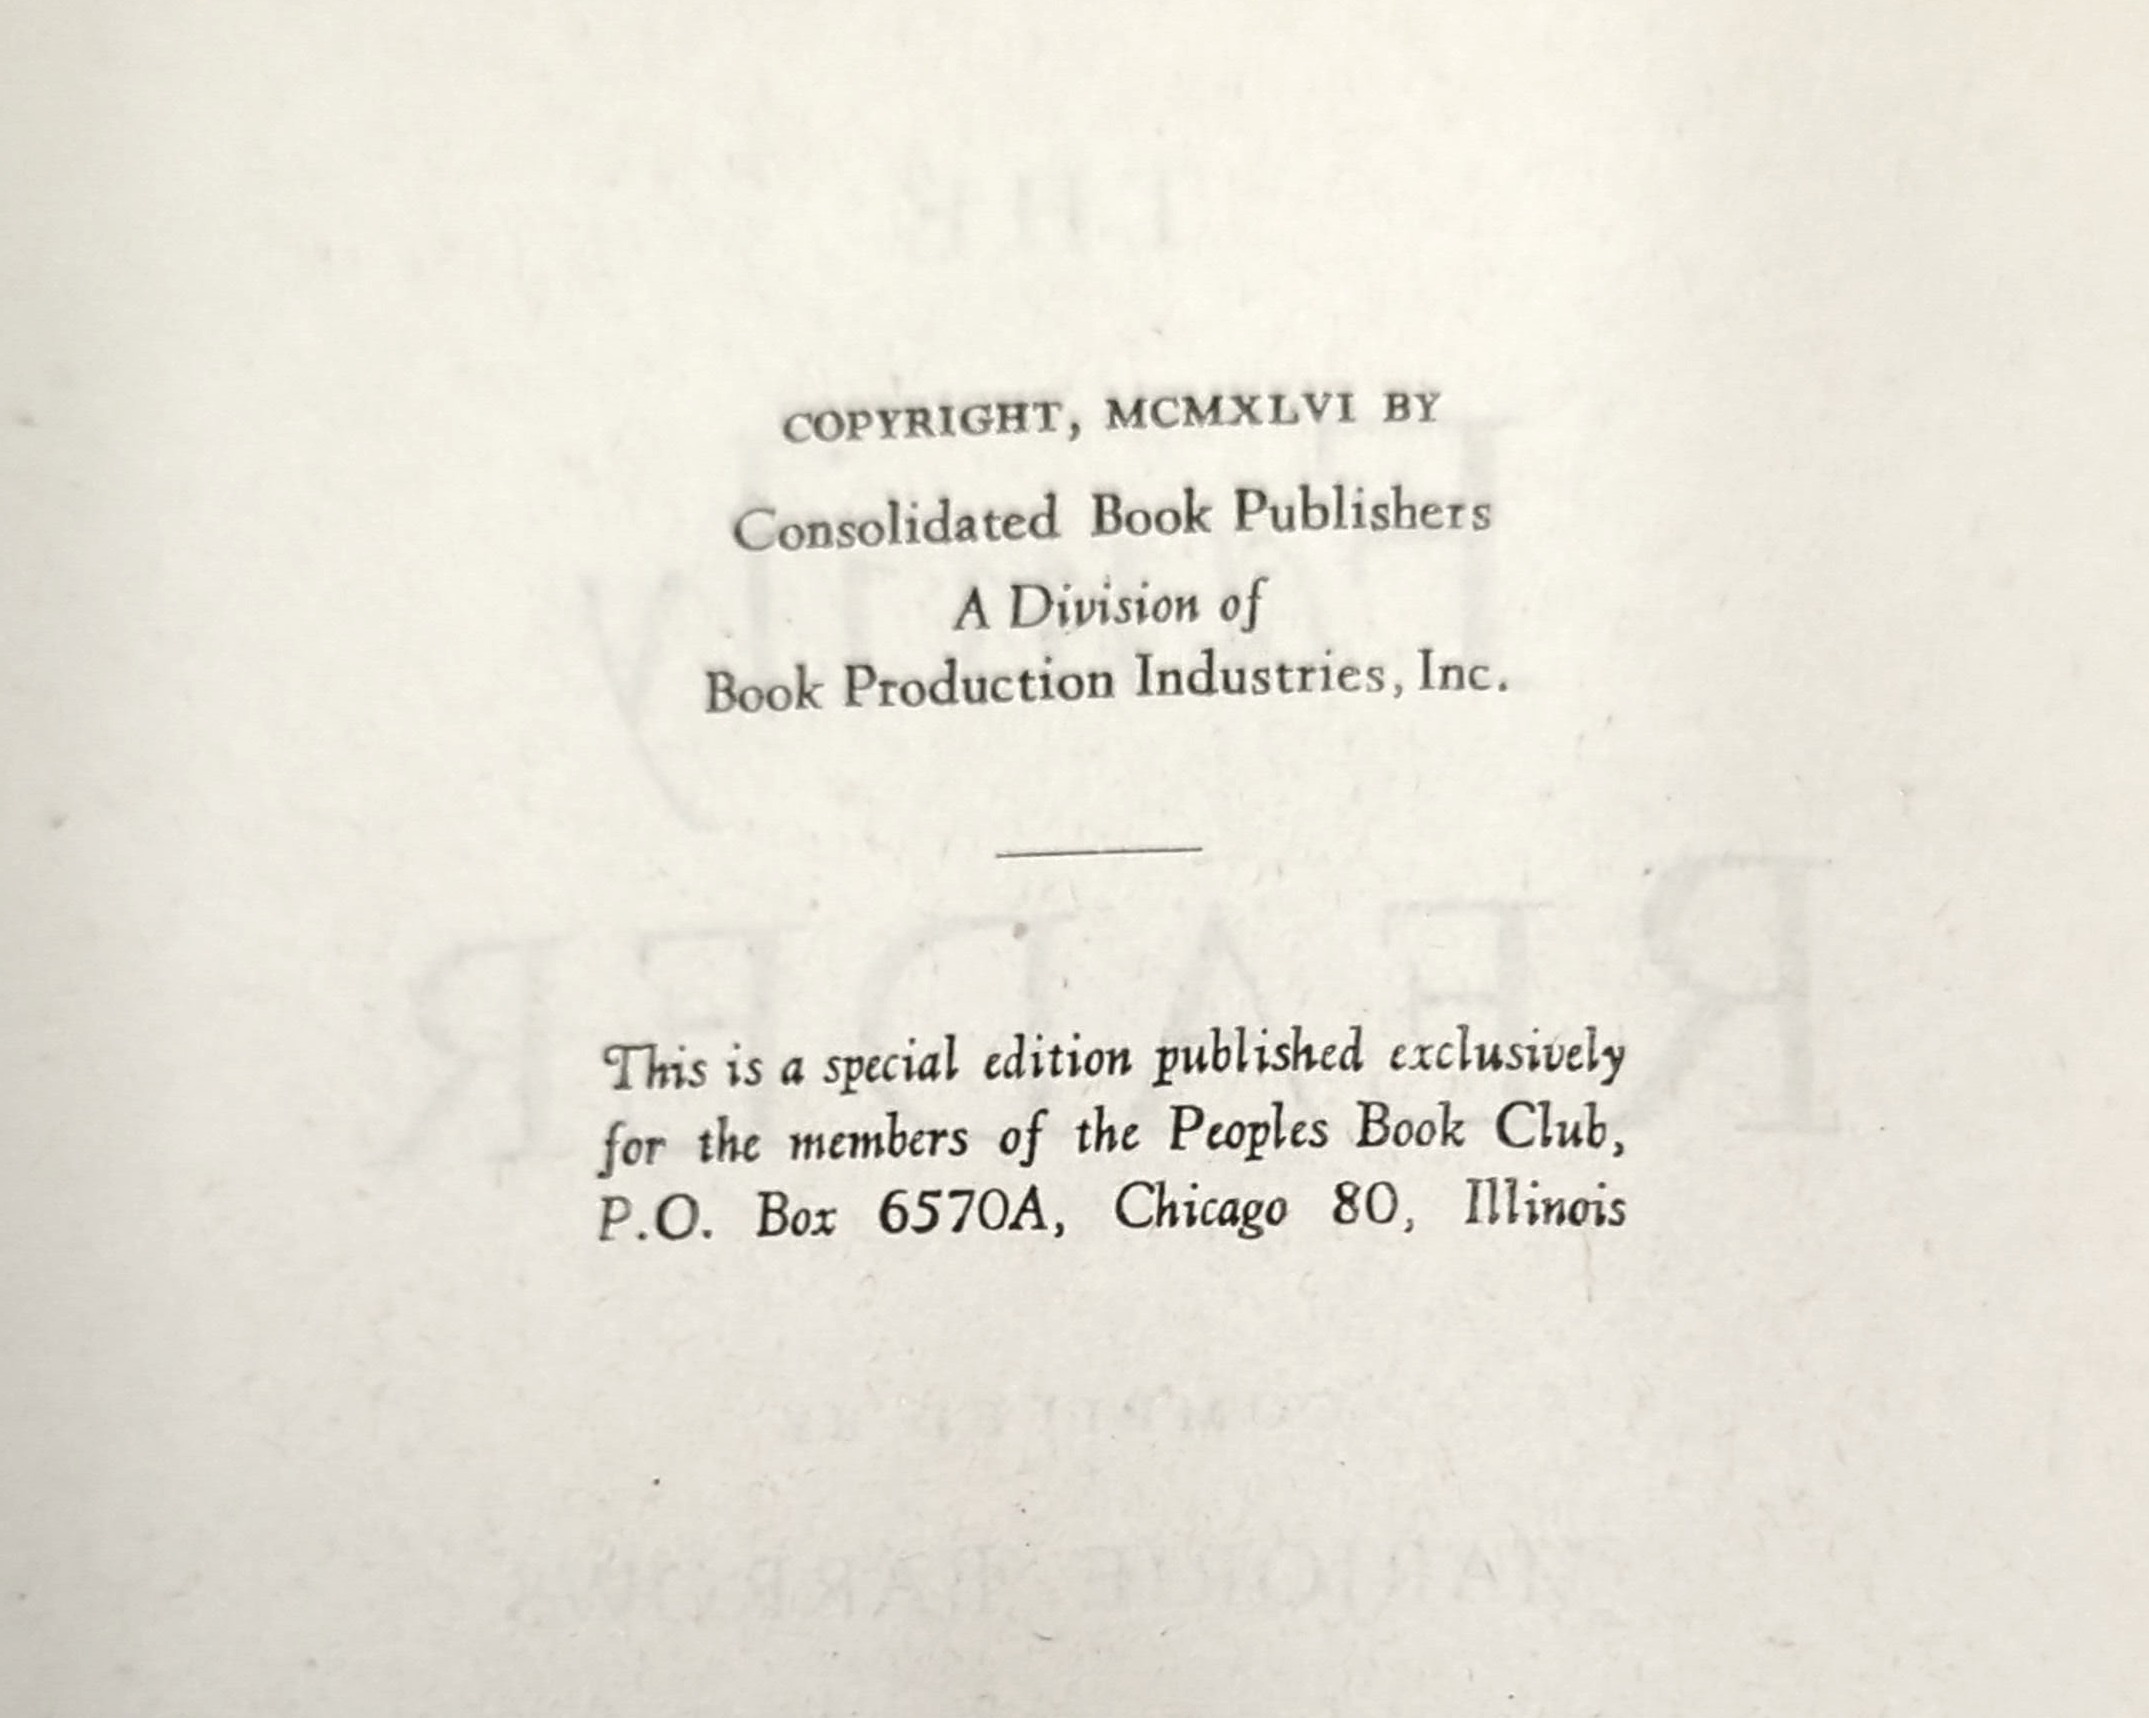 COPYRIGHT, MCMXLVI BY
Consolidated Book Publishers
A Division of
Book Production Industries, Inc.
This is a special edition published exclusively
for the members of the Peoples Book Club,
P.O. Box 6570A, Chicago 80, Illinois